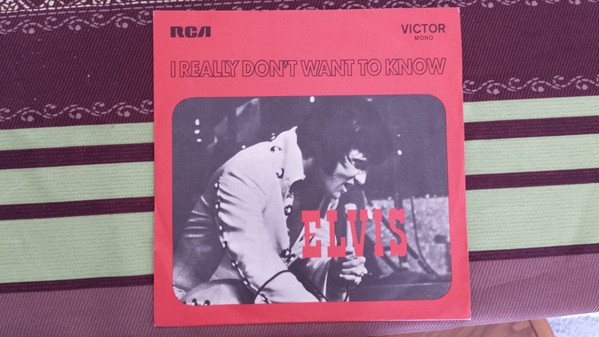 RCA
VICTOR
MONO
I REALLY DON'T WANT TO KNOW
ELVIS